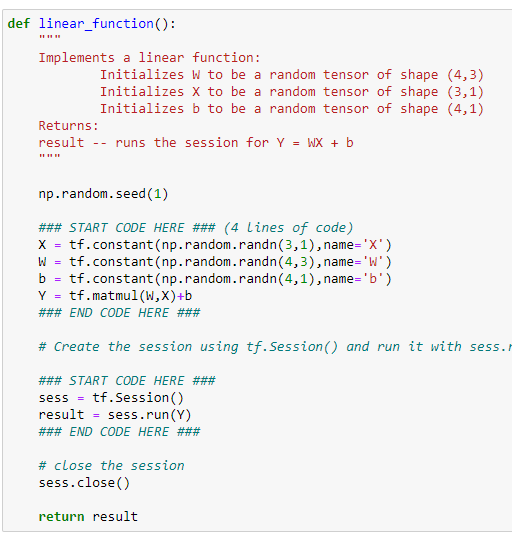 def linear_function():
"""
Implements a linear function:
Initializes W to be a random tensor of shape (4,3)
Initializes X to be a random tensor of shape (3,1)
Initializes b to be a random tensor of shape (4,1)
Returns:
result -- runs the session for Y = WX + b
"""
np.random.seed(1)
### START CODE HERE ### (4 lines of code)
X = tf.constant(np.random.randn(3,1),name='X')
W = tf.constant(np.random.randn(4,3),name='W')
b = tf.constant(np.random.randn(4,1),name='b')
Y = tf.matmul(W,X)+b
### END CODE HERE ###
# Create the session using tf.Session() and run it with sess.
### START CODE HERE ###
sess = tf.Session()
result = sess.run(Y)
### END CODE HERE ###
# close the session
sess.close()
return result